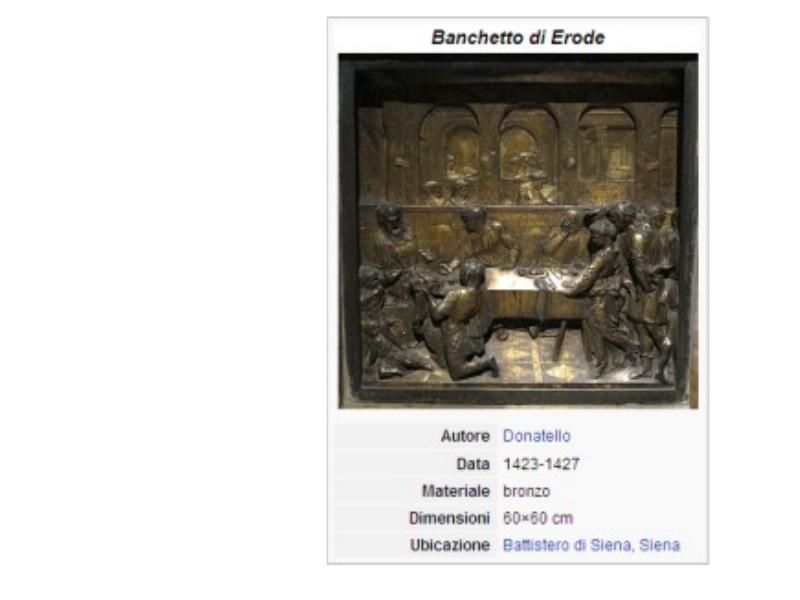 Banchetto di Erode
Autore Donatello
Data 1423-1427
Materiale bronzo
Dimensioni 60×60 cm
Ubicazione Battistero di Siena, Siena